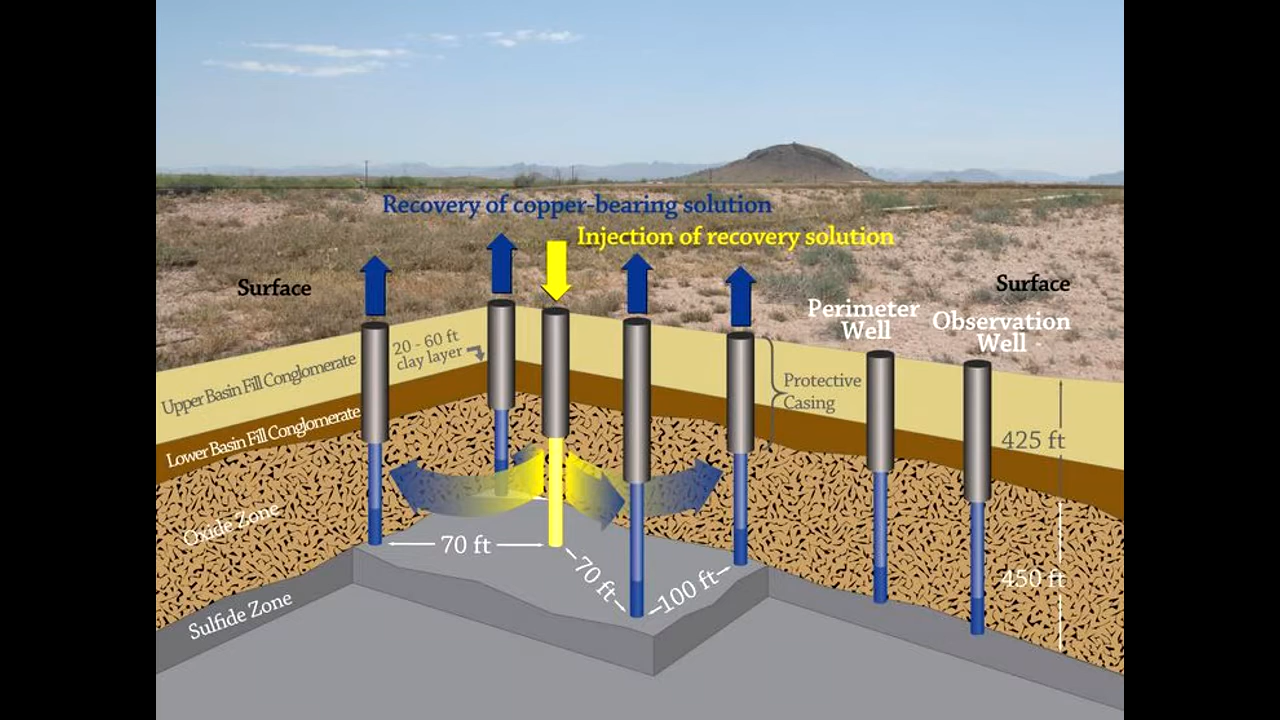 Recovery of copper-bearing solution
Injection of recovery solution
Surface
Surface
Perimeter
Well
Observation
Well
20 - 60 ft
clay layer
Upper Basin Fill Conglomerate
Protective
Casing
Lower Basin Fill Conglomerate
425 ft
Oxide Zone
70 ft
70 ft
100 ft
450 ft
Sulfide Zone